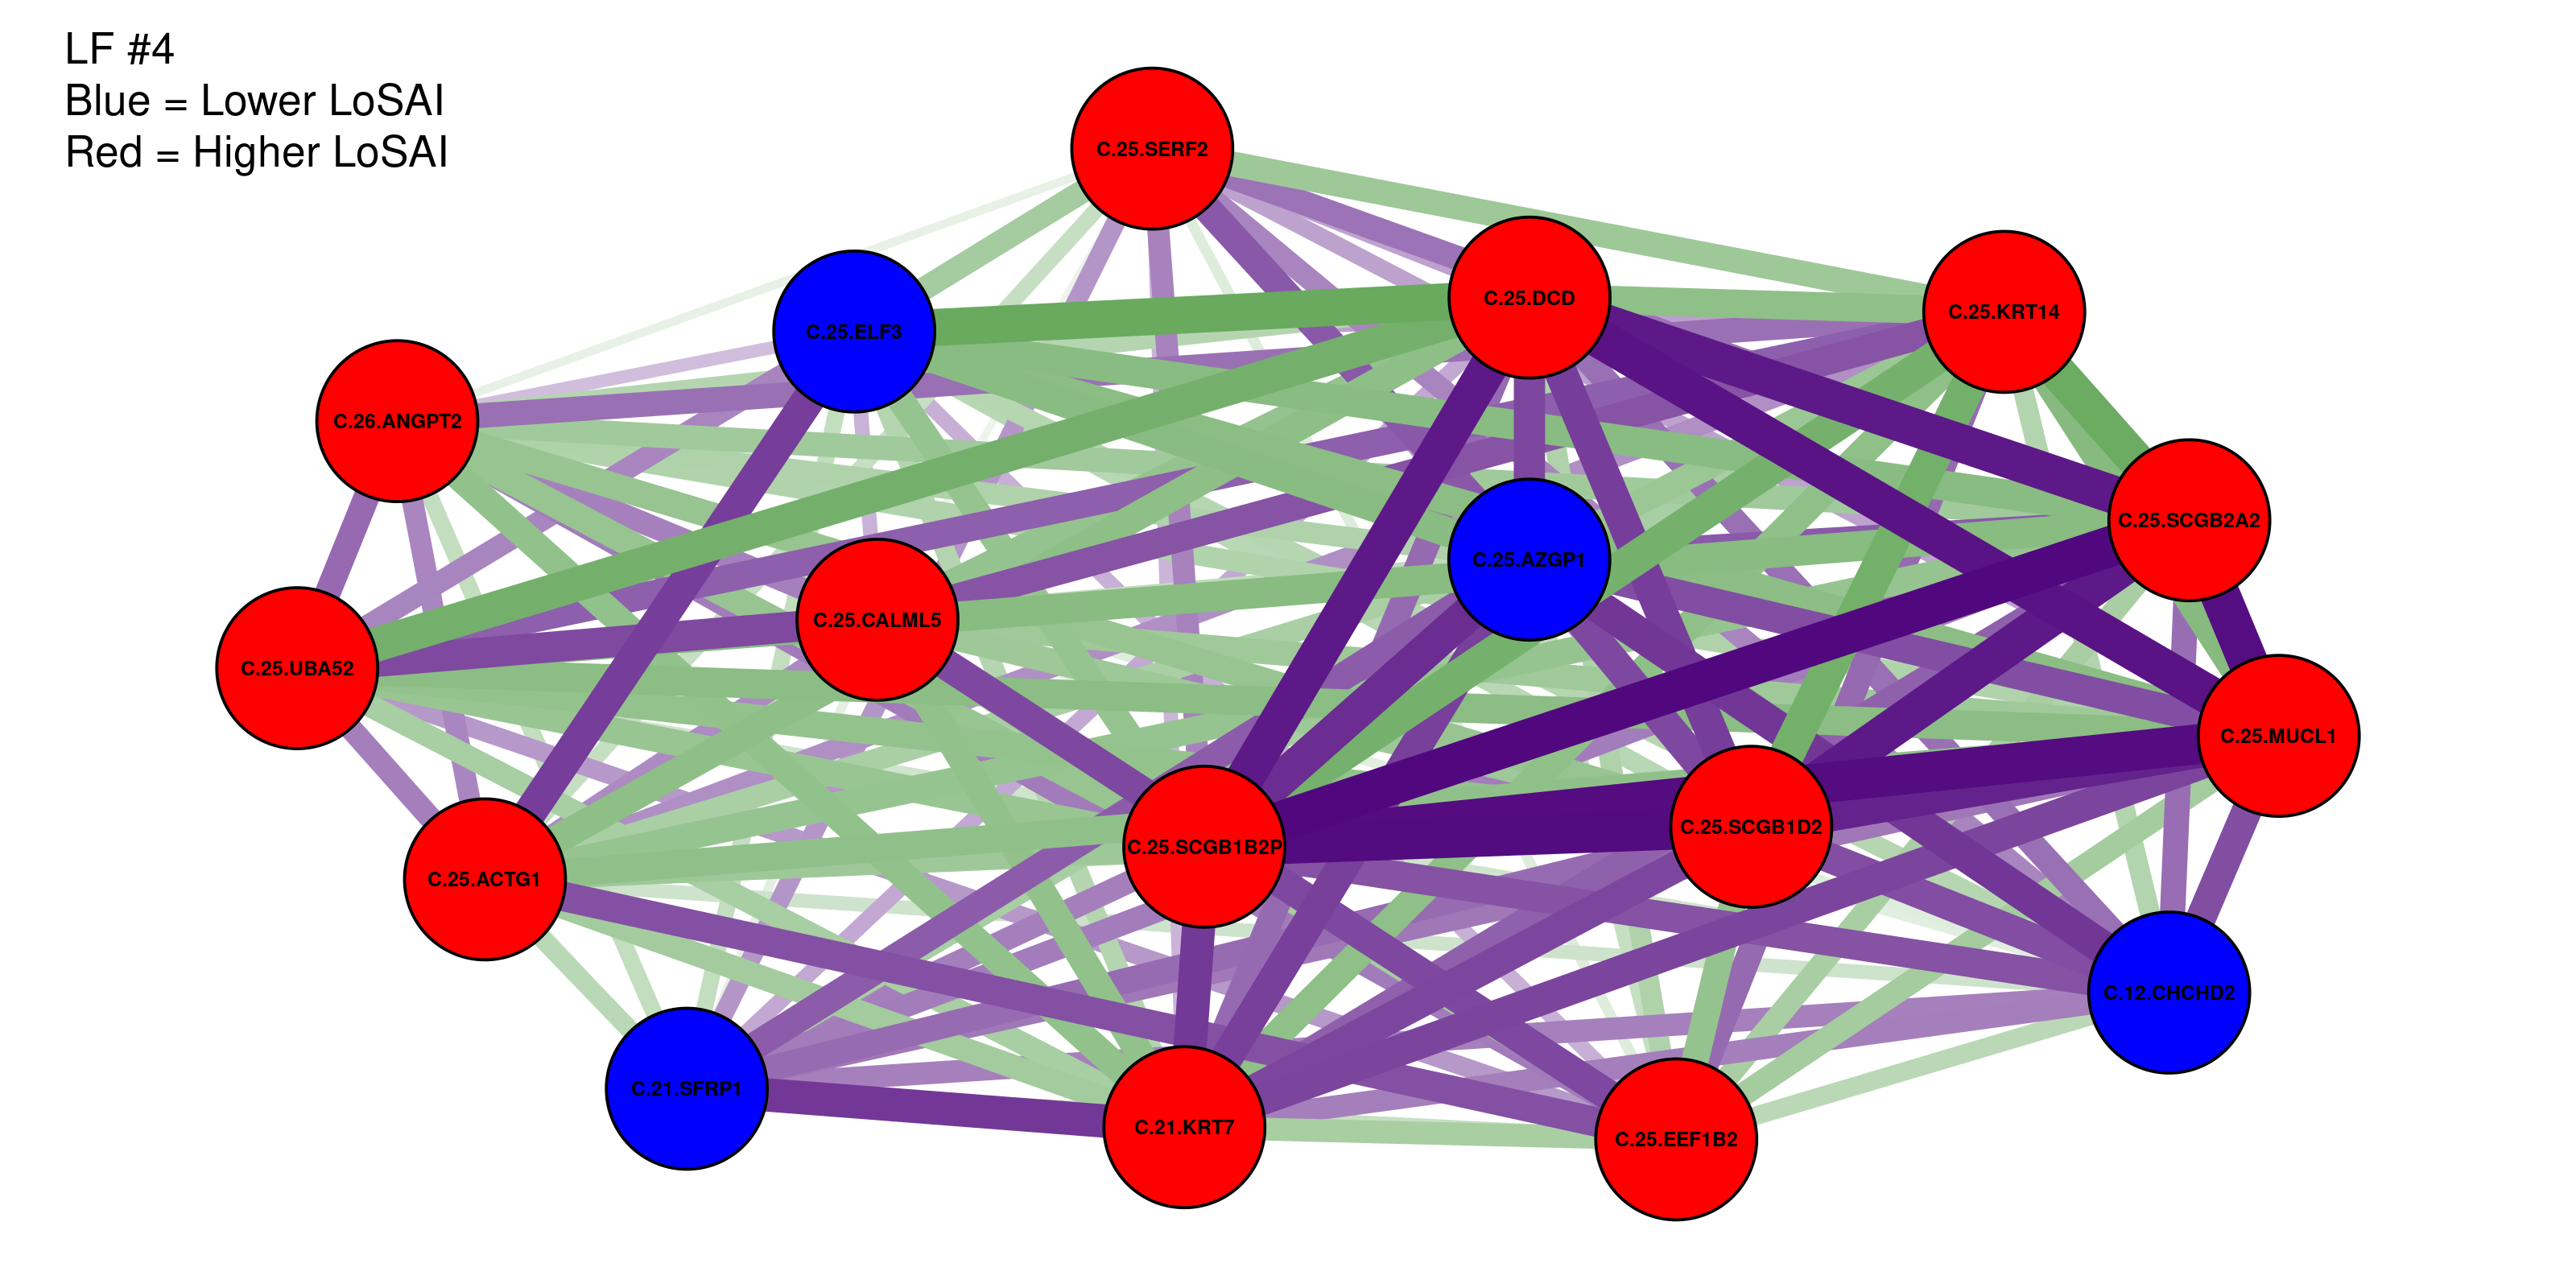 LF #4
Blue = Lower LoSAI
Red = Higher LoSAI
C.25.SERF2
C.25.DCD
C.25.KRT14
C.25.ELF3
C.26.ANGPT2
C.25.SCGB2A2
C.25.AZGP1
C.25.CALML5
C.25.UBA52
C.25.MUCL1
C.25.SCGB1D2
C.25.SCGB1B2P
C.25.ACTG1
C.12.CHCHD2
C.21.SFRP1
C.21.KRT7
C.25.EEF1B2